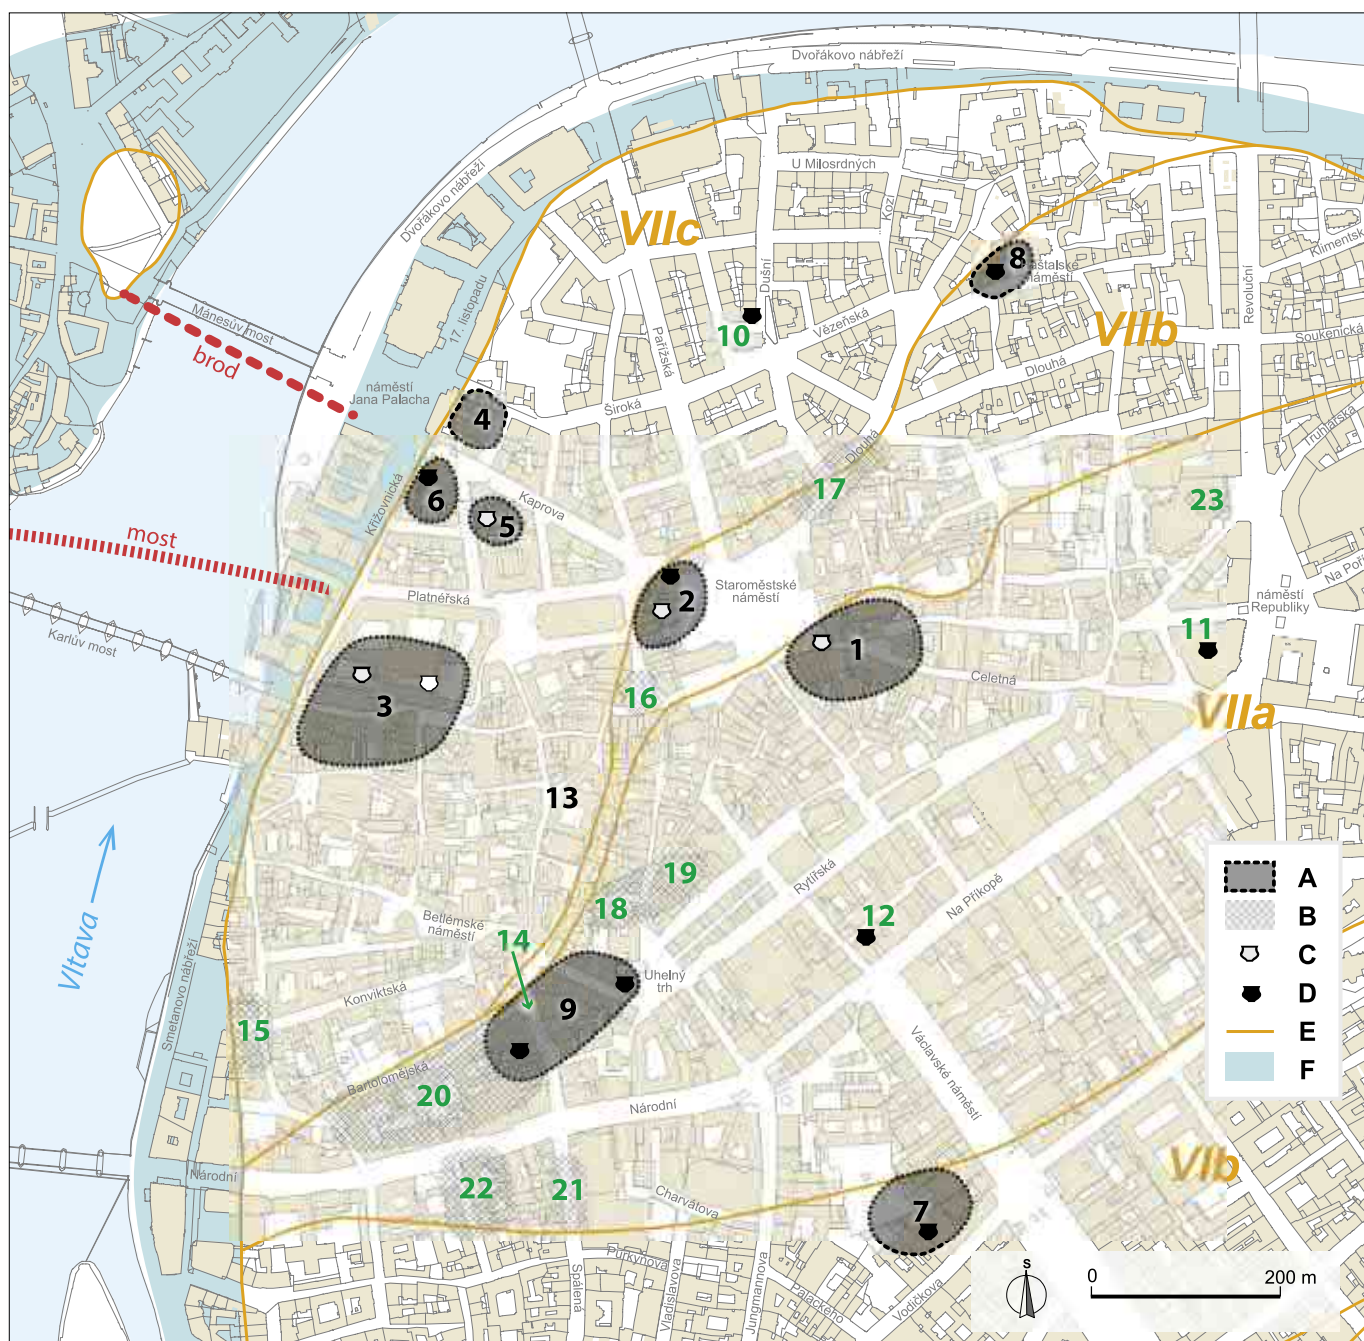 Dvořákovo nábřeží
U Milosrdných
Kozí
Dvořákovo nábřeží
VIIc
Klimentská
8
Haštalské
náměstí
Dušní
Revoluční
17. listopadu
Mánesův most
brod
10
Vězeňská
VIIb
Soukenická
Pařížská
Dlouhá
náměstí
Jana Palacha
Široká
4
Truhlářská
Dlouhá
17
6
Kaprova
5
23
Křižovnická
most
Na Poříčí
Platnéřská
2
Staroměstské
náměstí
náměstí
Republiky
Karlův most
1
11
Celetná
16
3
VIIa
13
Vltava
19
Rytířská
Na Příkopě
18
12
Betlémské
náměstí
14
Uhelný
trh
Konviktská
9
Smetanovo nábřeží
15
Václavské náměstí
Bartolomějská
20
Národní
Národní
VIb
22
21
Charvátova
7
Purkyňova
Spálená
Vladislavova
Jungmannova
Palackého
Vodičkova
A
B
C
D
E
F
S
0
200 m